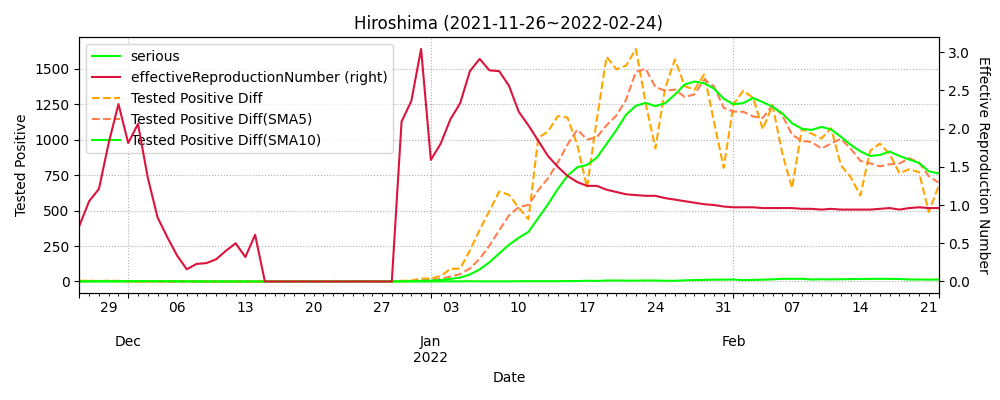 Hiroshima (2021-11-26~2022-02-24)
serious
effectiveReproductionNumber (right)
Tested Positive Diff
Tested Positive Diff(SMA5)
Tested Positive Diff(SMA10)
Tested Positive
1500
1250
1000
750
500
250
0
3.0
2.5
2.0
1.5
1.0
0.5
0.0
Effective Reproduction Number
29 06 13 20 27 03 10 17 24 31 07 14 21
Dec Jan Feb
2022
Date